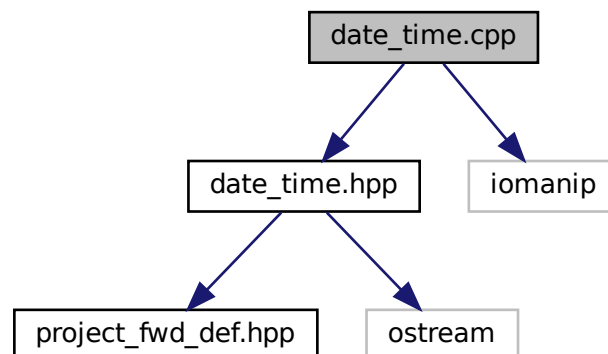 date_time.cpp
date_time.hpp
iomanip
project_fwd_def.hpp
ostream